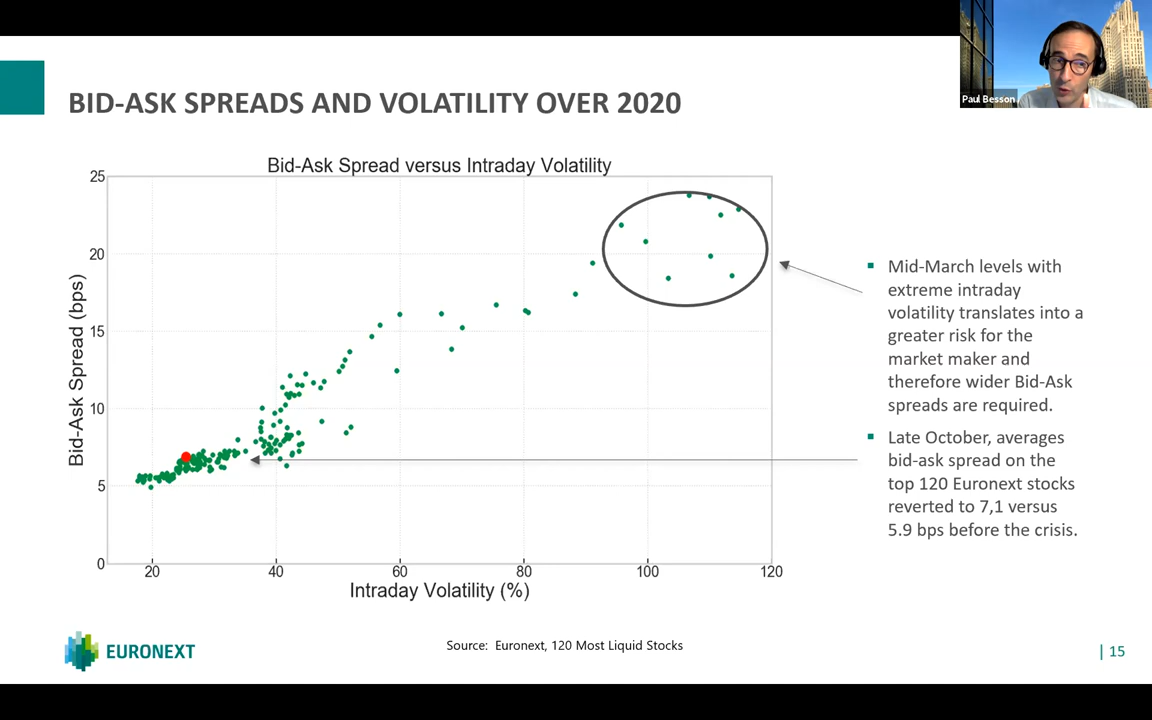 Paul Besson
BID-ASK SPREADS AND VOLATILITY OVER 2020
Bid-Ask Spread versus Intraday Volatility
25
20
15
10
5
0
Bid-Ask Spread (bps)
20 40 60 80 100 120
Intraday Volatility (%)
Mid-March levels with
extreme intraday
volatility translates into a
greater risk for the
market maker and
therefore wider Bid-Ask
spreads are required.
Late October, averages
bid-ask spread on the
top 120 Euronext stocks
reverted to 7,1 versus
5.9 bps before the crisis.
EURONEXT
Source: Euronext, 120 Most Liquid Stocks
| 15